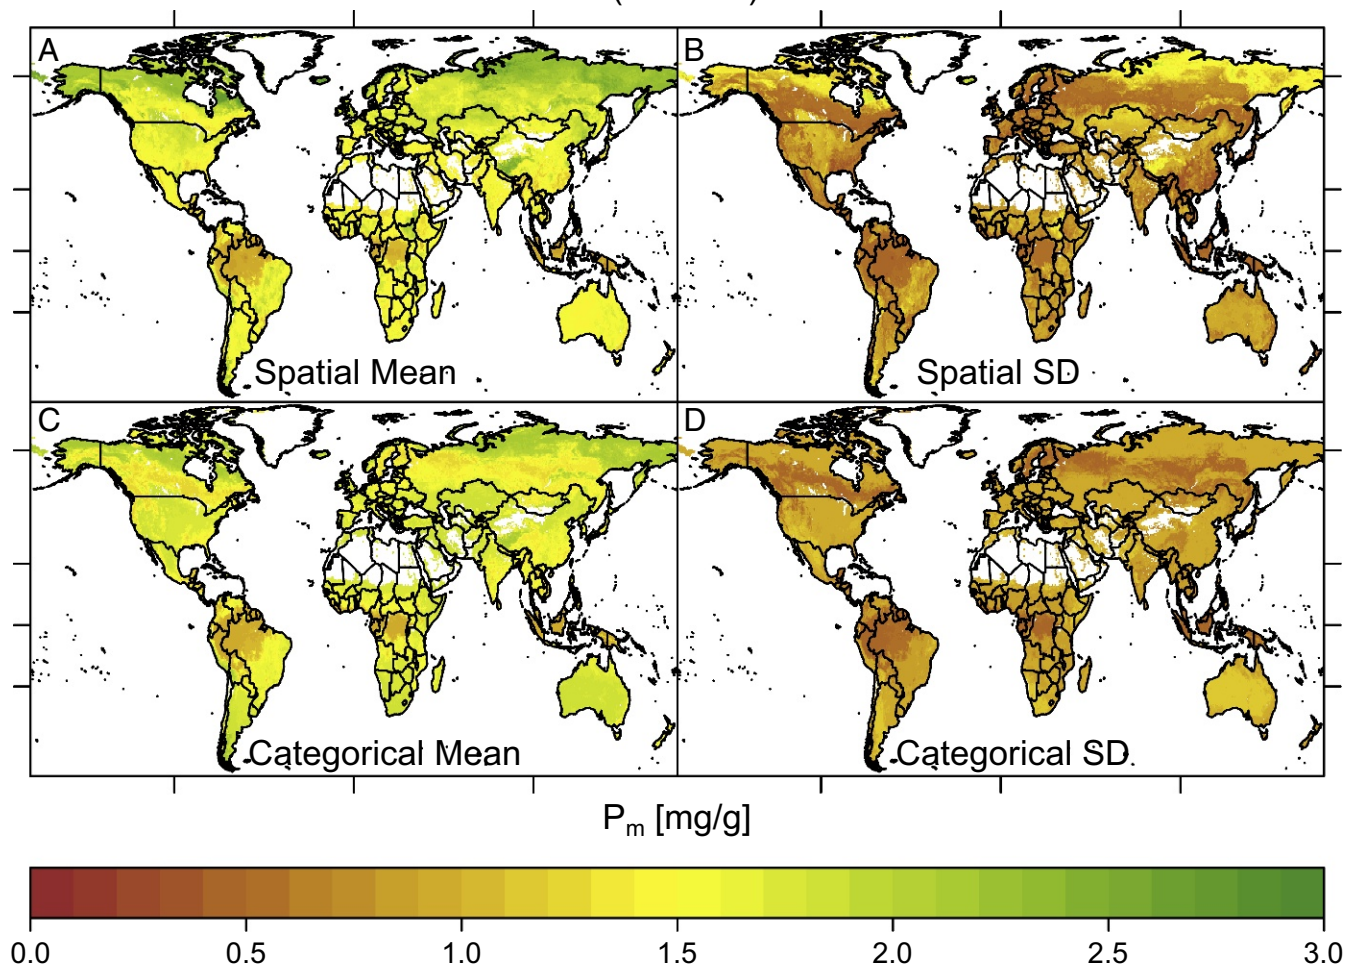 A
B
Spatial Mean
Spatial SD
C
D
Categorical Mean
Categorical SD
Pm [mg/g]
0.0 0.5 1.0 1.5 2.0 2.5 3.0